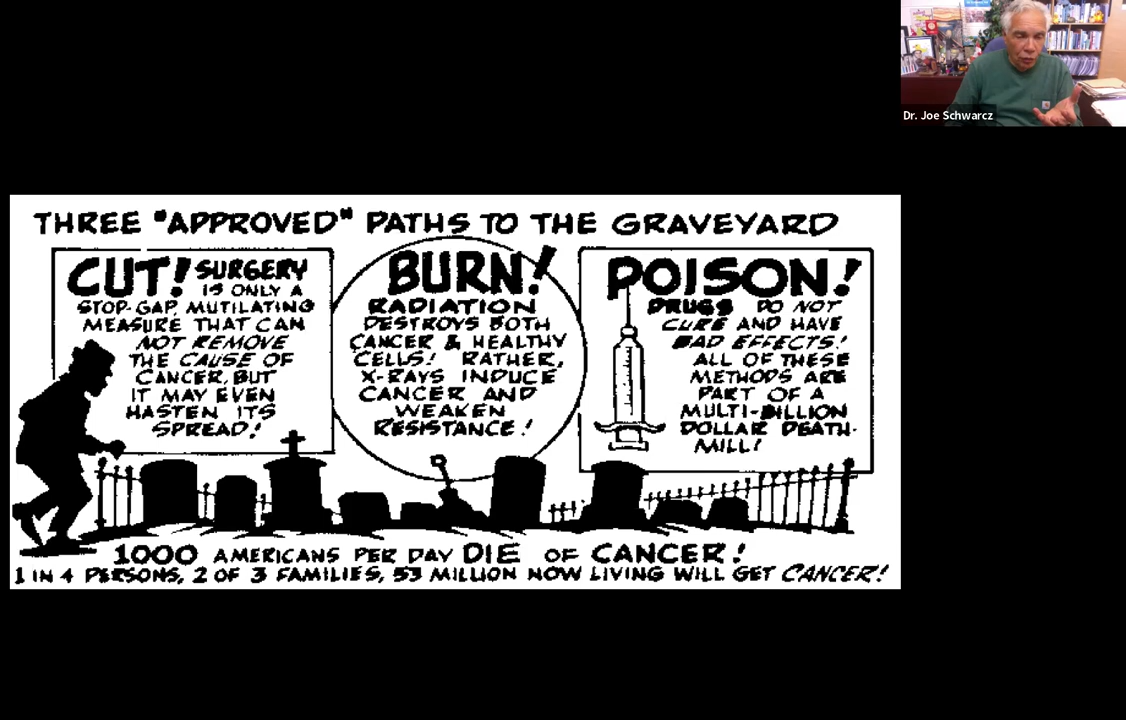 Dr. Joe Schwarcz
THREE "APPROVED" PATHS TO THE GRAVEYARD
CUT! SURGERY
IS ONLY A
STOP-GAP, MUTILATING
MEASURE THAT CAN
NOT REMOVE
THE CAUSE OF
CANCER, BUT
IT MAY EVEN
HASTEN ITS
SPREAD!
BURN!
RADIATION
DESTROYS BOTH
CANCER & HEALTHY
CELLS! RATHER,
X-RAYS INDUCE
CANCER AND
WEAKEN
RESISTANCE!
POISON!
DRUGS DO NOT
CURE AND HAVE
BAD EFFECTS!
ALL OF THESE
METHODS ARE
PART OF A
MULTI-BILLION
DOLLAR DEATH-
MILL!
1000 AMERICANS PER DAY DIE OF CANCER!
1 IN 4 PERSONS, 2 OF 3 FAMILIES, 53 MILLION NOW LIVING WILL GET CANCER!